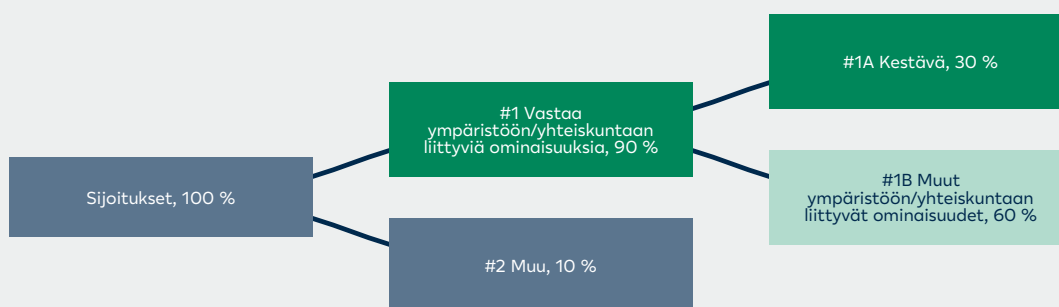 Sijoitukset, 100 %
#1 Vastaa
ympäristöön/yhteiskuntaan
liittyviä ominaisuuksia, 90 %
#2 Muu, 10 %
#1A Kestävä, 30 %
#1B Muut
ympäristöön/yhteiskuntaan
liittyvät ominaisuudet, 60 %